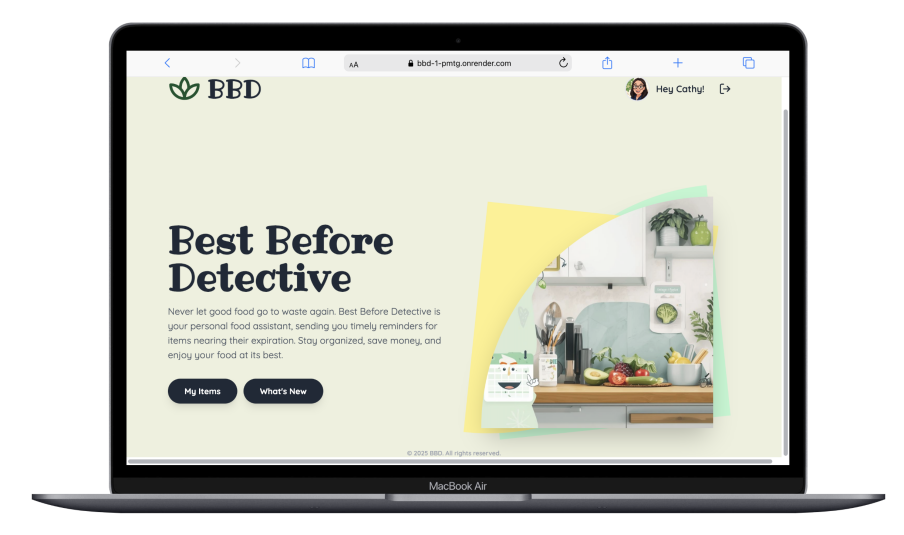 AA
bbd-1-pmtg.onrender.com
BBD
Hey Cathy!
Best Before
Detective
Never let good food go to waste again. Best Before Detective is
your personal food assistant, sending you timely reminders for
items nearing their expiration. Stay organized, save money, and
enjoy your food at its best.
My Items
What's New
© 2025 BBD. All rights reserved.
MacBook Air